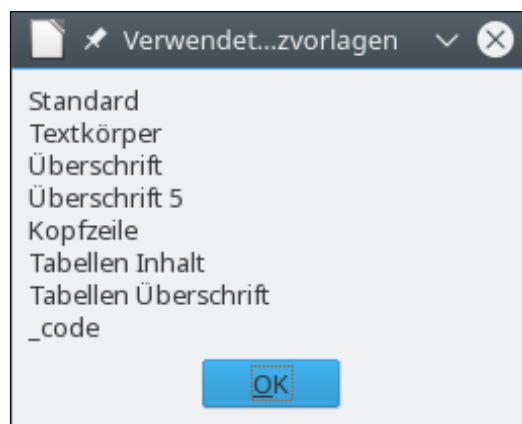 Verwendet...zvorlagen
Standard
Textkörper
Überschrift
Überschrift 5
Kopfzeile
Tabellen Inhalt
Tabellen Überschrift
_code
OK